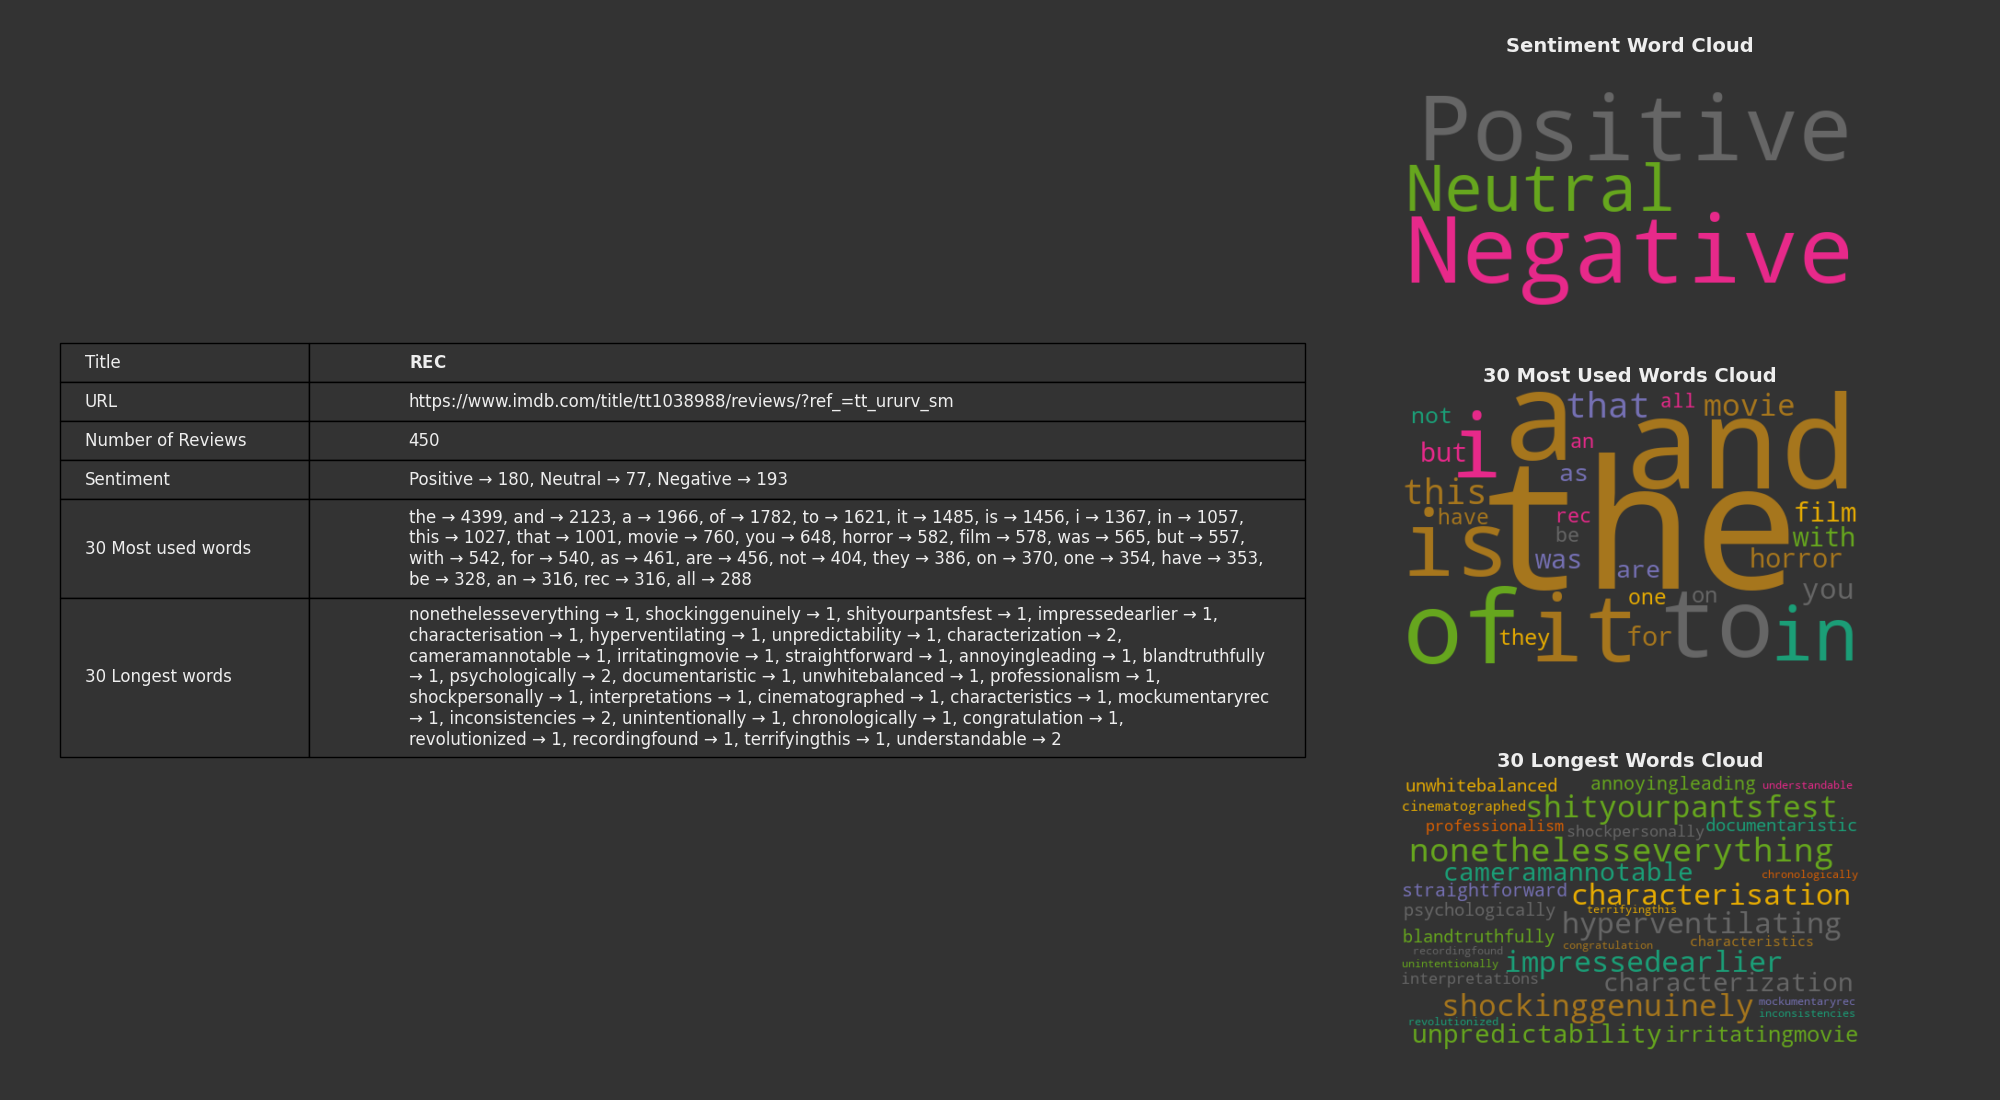 Title
REC
URL
https://www.imdb.com/title/tt1038988/reviews/?ref_=tt_ururv_sm
Number of Reviews
450
Sentiment
Positive → 180, Neutral → 77, Negative → 193
30 Most used words
the → 4399, and → 2123, a → 1966, of → 1782, to → 1621, it → 1485, is → 1456, i → 1367, in → 1057,
this → 1027, that → 1001, movie → 760, you → 648, horror → 582, film → 578, was → 565, but → 557,
with → 542, for → 540, as → 461, are → 456, not → 404, they → 386, on → 370, one → 354, have → 353,
be → 328, an → 316, rec → 316, all → 288
30 Longest words
nonethelesseverything → 1, shockinggenuinely → 1, shityourpantsfest → 1, impressedearlier → 1,
characterisation → 1, hyperventilating → 1, unpredictability → 1, characterization → 2,
cameramannotable → 1, irritatingmovie → 1, straightforward → 1, annoyingleading → 1, blandtruthfully
→ 1, psychologically → 2, documentaristic → 1, unwhitebalanced → 1, professionalism → 1,
shockpersonally → 1, interpretations → 1, cinematographed → 1, characteristics → 1, mockumentaryrec
→ 1, inconsistencies → 2, unintentionally → 1, chronologically → 1, congratulation → 1,
revolutionized → 1, recordingfound → 1, terrifyingthis → 1, understandable → 2
Sentiment Word Cloud
Positive
Neutral
Negative
30 Most Used Words Cloud
a
that
all
movie
not
and
i
an
but
as
the
this
have
rec
film
is
be
with
was
horror
are
of
it
one
on
you
to
in
they
for
30 Longest Words Cloud
unwhitebalanced
annoyingleading
understandable
cinematographed
shityourpantsfest
professionalism
shockpersonally
documentaristic
nonethelesseverything
cameramannotable
chronologically
straightforward
characterisation
psychologically
terrifyingthis
hyperventilating
blandtruthfully
congratulation
characteristics
recordingfound
unintentionally
impressedearlier
interpretations
characterization
shockinggenuinely
mockumentaryrec
inconsistencies
revolutionized
unpredictability
irritatingmovie